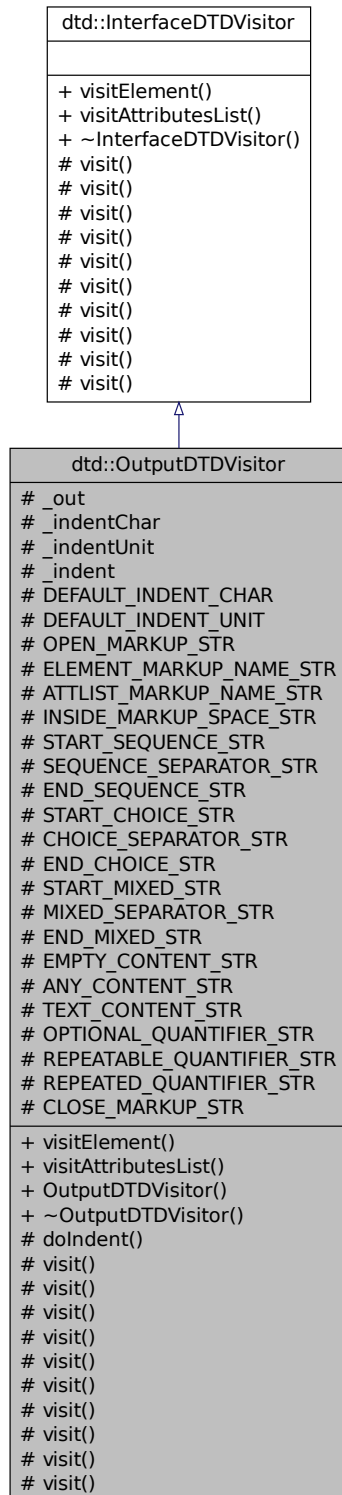 dtd::InterfaceDTDVisitor
+ visitElement()
+ visitAttributesList()
+ ~InterfaceDTDVisitor()
# visit()
# visit()
# visit()
# visit()
# visit()
# visit()
# visit()
# visit()
# visit()
# visit()
dtd::OutputDTDVisitor
# _out
# _indentChar
# _indentUnit
# _indent
# DEFAULT_INDENT_CHAR
# DEFAULT_INDENT_UNIT
# OPEN_MARKUP_STR
# ELEMENT_MARKUP_NAME_STR
# ATTLIST_MARKUP_NAME_STR
# INSIDE_MARKUP_SPACE_STR
# START_SEQUENCE_STR
# SEQUENCE_SEPARATOR_STR
# END_SEQUENCE_STR
# START_CHOICE_STR
# CHOICE_SEPARATOR_STR
# END_CHOICE_STR
# START_MIXED_STR
# MIXED_SEPARATOR_STR
# END_MIXED_STR
# EMPTY_CONTENT_STR
# ANY_CONTENT_STR
# TEXT_CONTENT_STR
# OPTIONAL_QUANTIFIER_STR
# REPEATABLE_QUANTIFIER_STR
# REPEATED_QUANTIFIER_STR
# CLOSE_MARKUP_STR
+ visitElement()
+ visitAttributesList()
+ OutputDTDVisitor()
+ ~OutputDTDVisitor()
# doIndent()
# visit()
# visit()
# visit()
# visit()
# visit()
# visit()
# visit()
# visit()
# visit()
# visit()